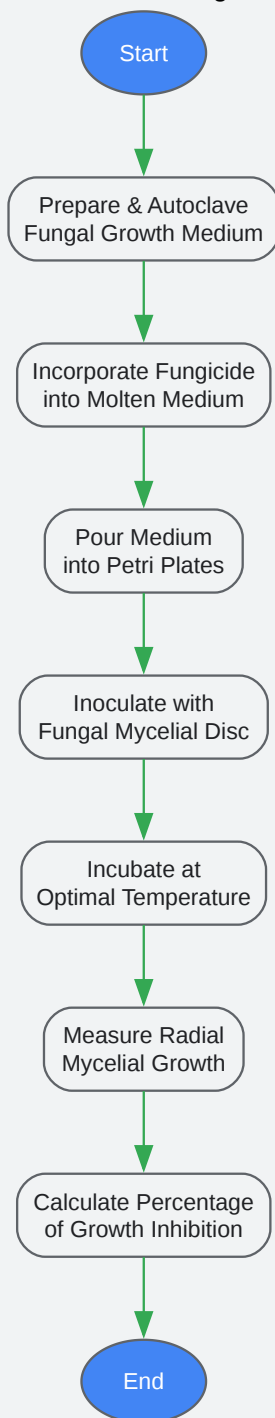 Start
Prepare & Autoclave
Fungal Growth Medium
Incorporate Fungicide
into Molten Medium
Pour Medium
into Petri Plates
Inoculate with
Fungal Mycelial Disc
Incubate at
Optimal Temperature
Measure Radial
Mycelial Growth
Calculate Percentage
of Growth Inhibition
End